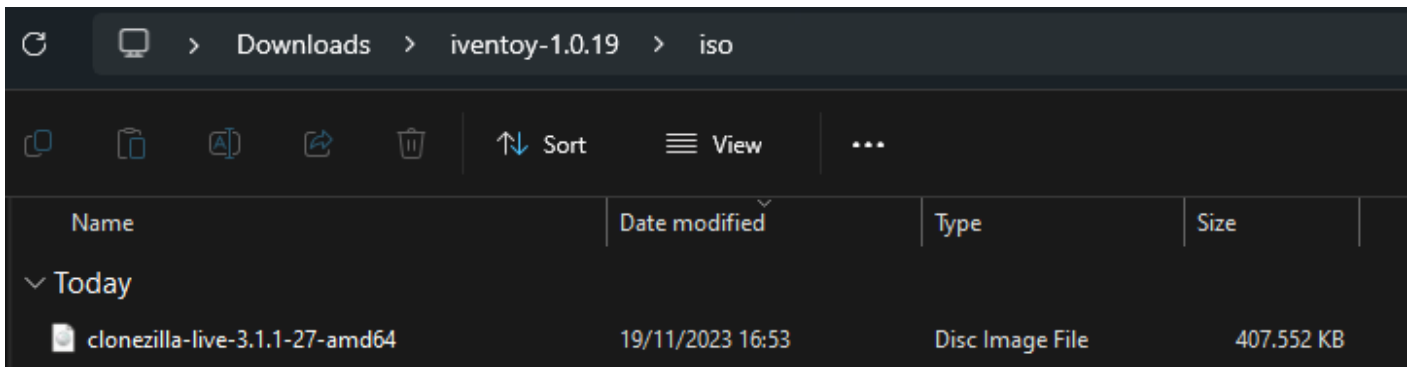 Downloads > iventoy-1.0.19 > iso
Sort View
Name Date modified Type Size
Today
clonezilla-live-3.1.1-27-amd64 19/11/2023 16:53 Disc Image File 407.552 KB